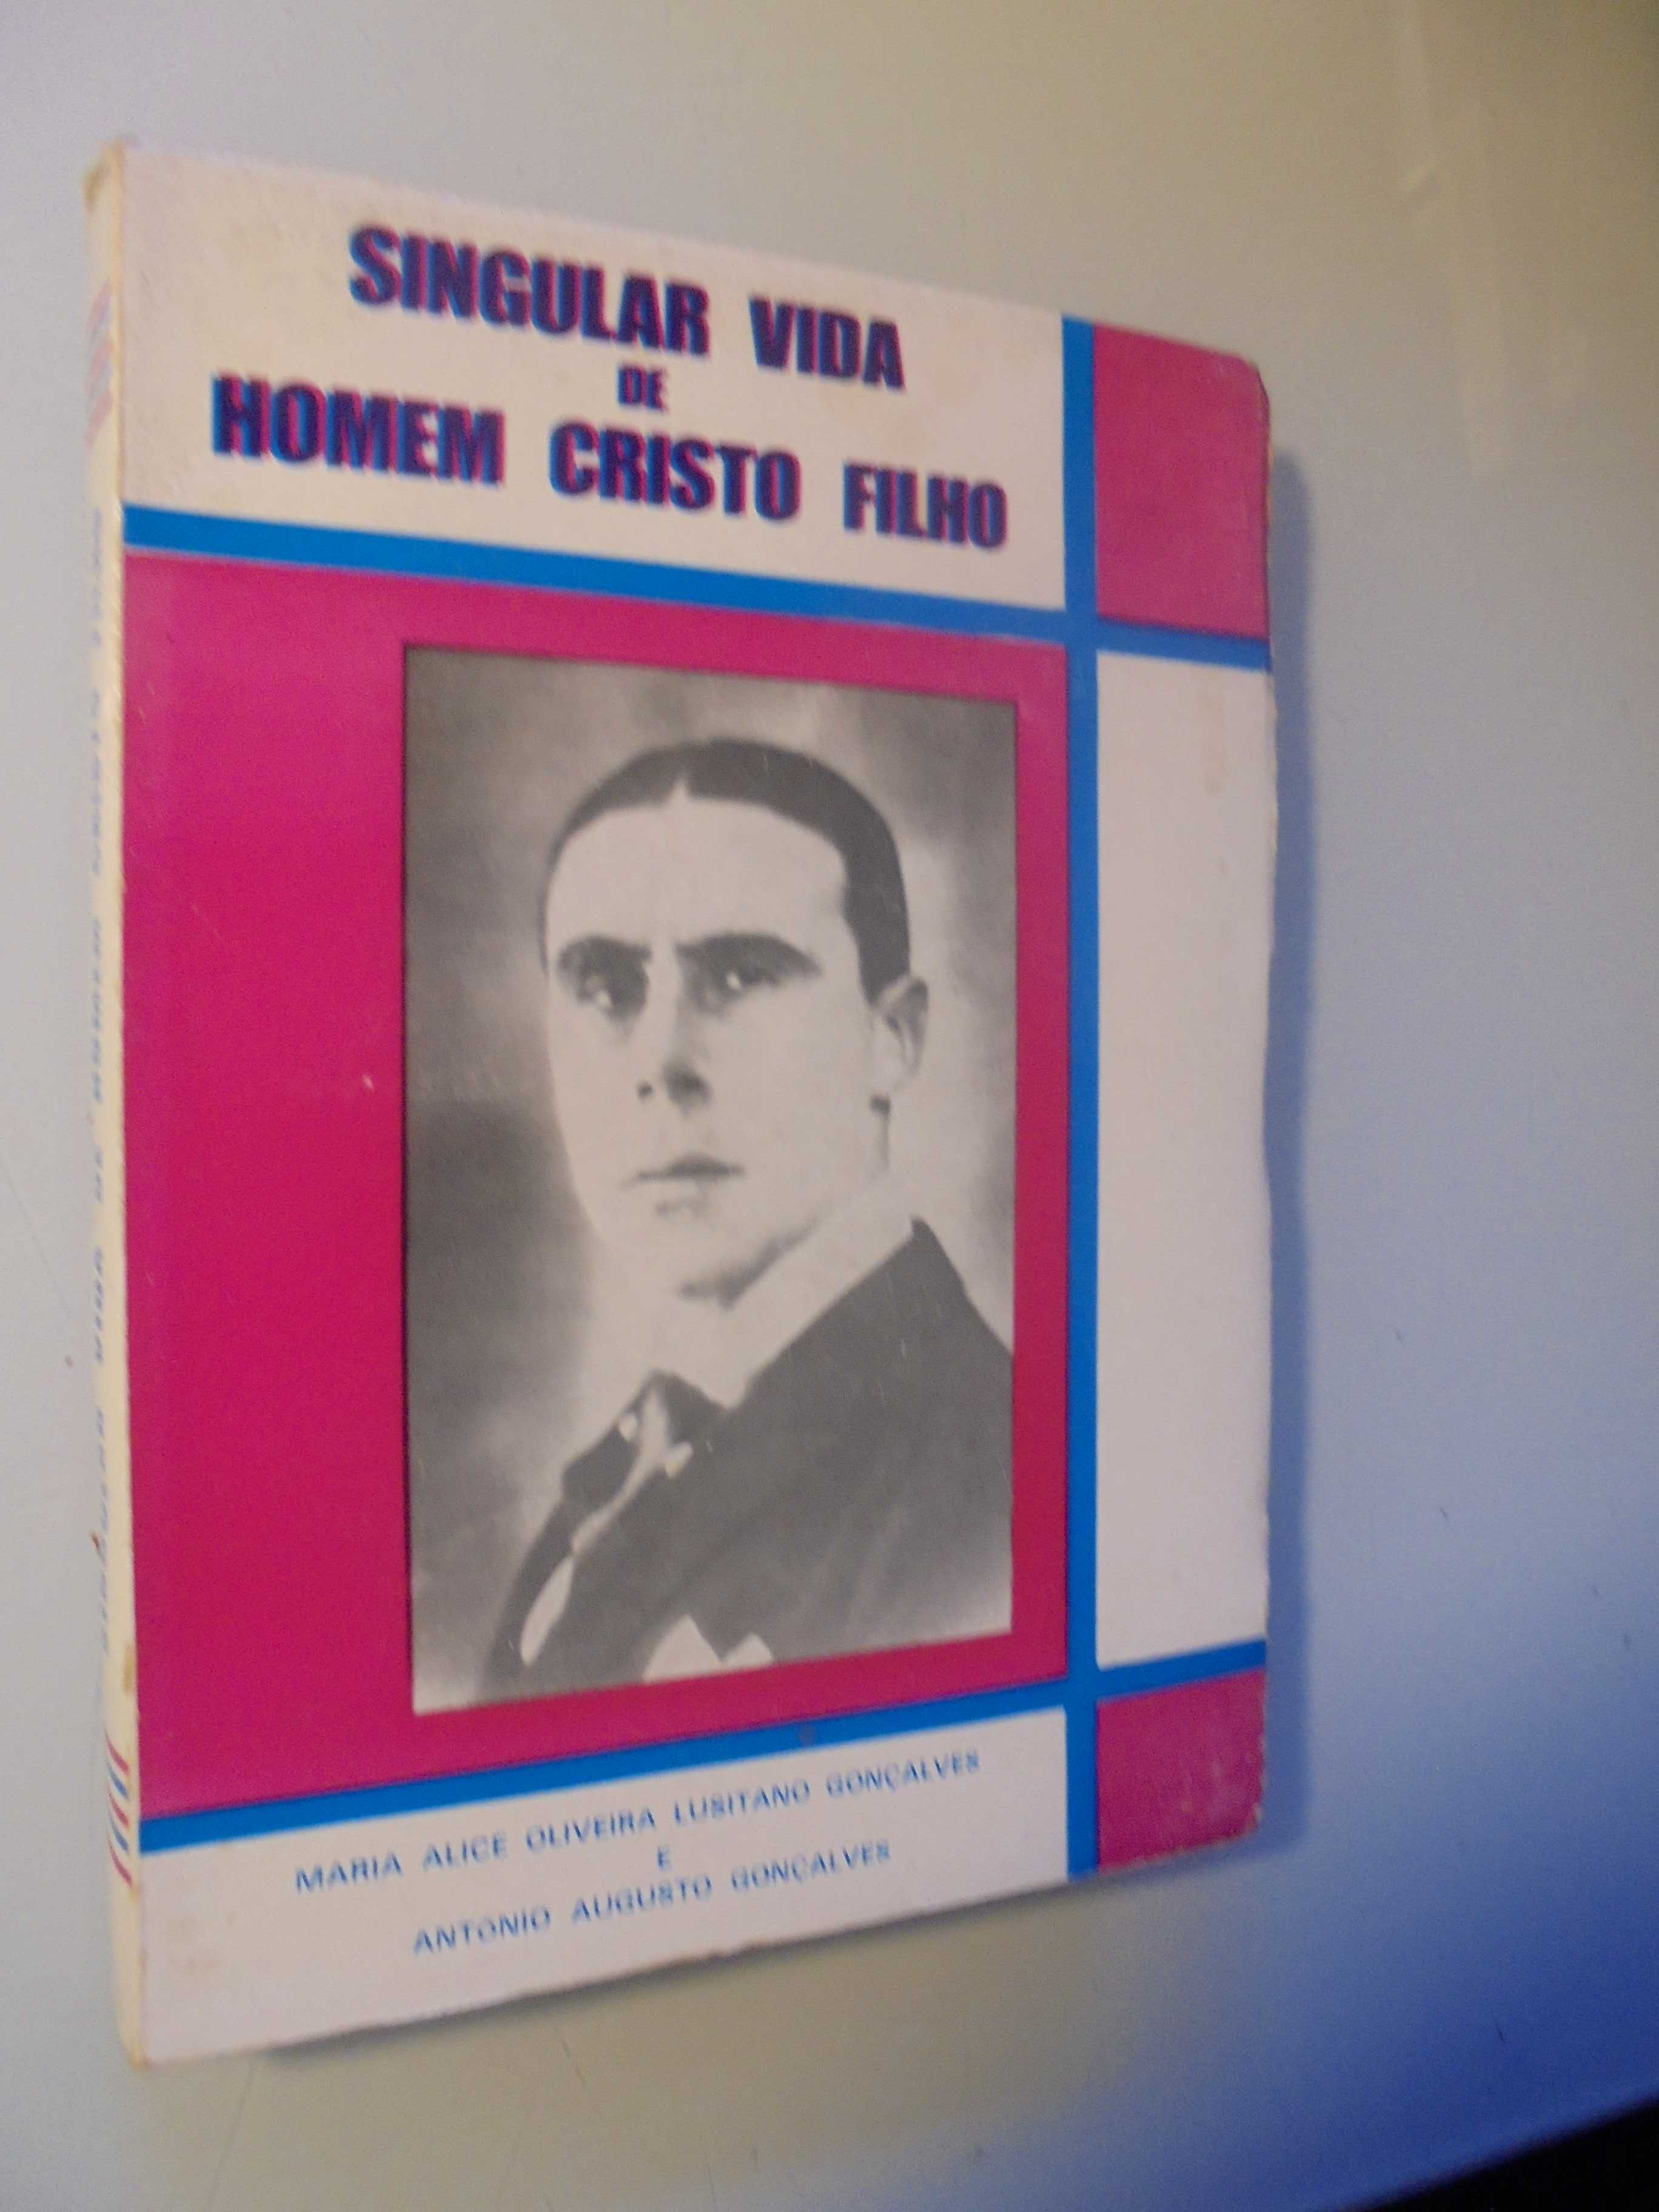 SINGULAR VIDA
DE
HOMEM CRISTO FILHO
MARIA ALICE OLIVEIRA LUSITANO GONÇALVES
E
ANTONIO AUGUSTO GONÇALVES